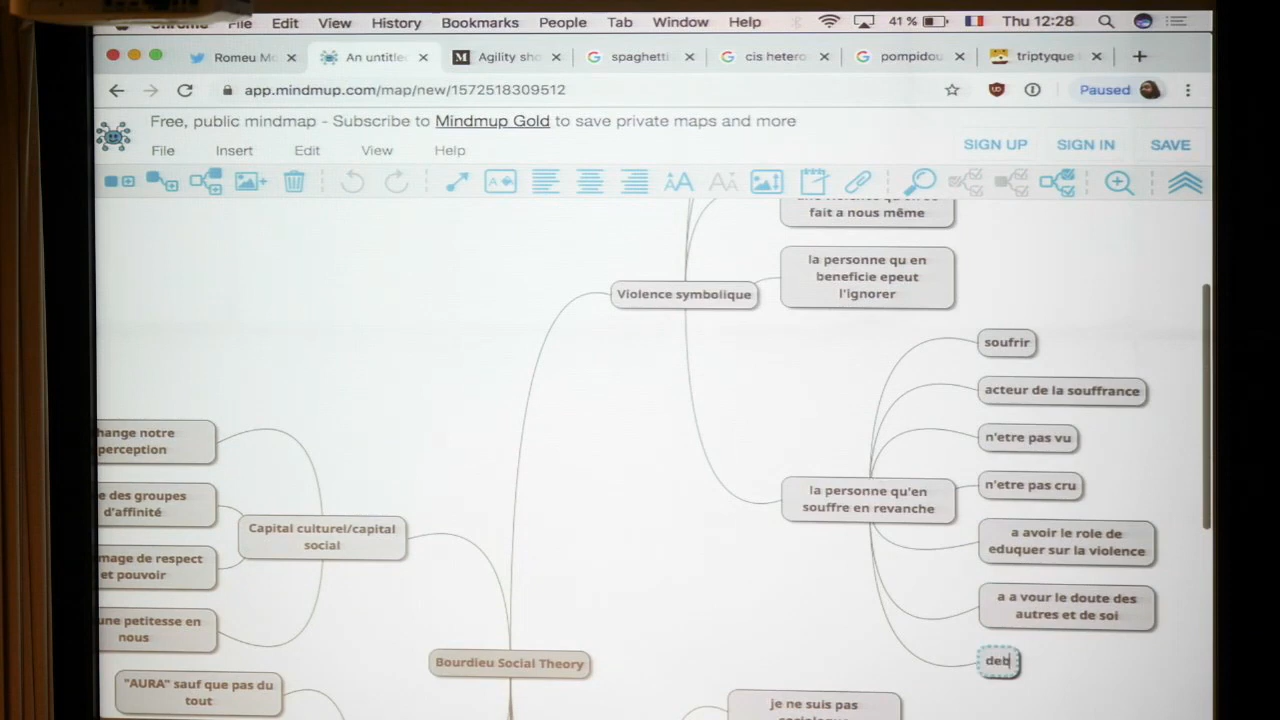 File Edit View History Bookmarks People Tab Window Help 41 % Thu 12:28
Romeu An untitle Agility sho spaghetti cis hetero pompidou triptyque
app.mindmup.com/map/new/1572518309512 Paused
Free, public mindmap - Subscribe to Mindmup Gold to save private maps and more
File Insert Edit View Help SIGN UP SIGN IN SAVE
fait a nous même
la personne qu en
beneficie epeut
l'ignorer
Violence symbolique
soufrir
acteur de la souffrance
n'etre pas vu
n'etre pas cru
la personne qu'en
souffre en revanche
a avoir le role de
eduquer sur la violence
a a vour le doute des
autres et de soi
deb
hange notre
perception
e des groupes
d'affinité
mage de respect
et pouvoir
une petitesse en
nous
Capital culturel/capital
social
Bourdieu Social Theory
"AURA" sauf que pas du
tout
je ne suis pas